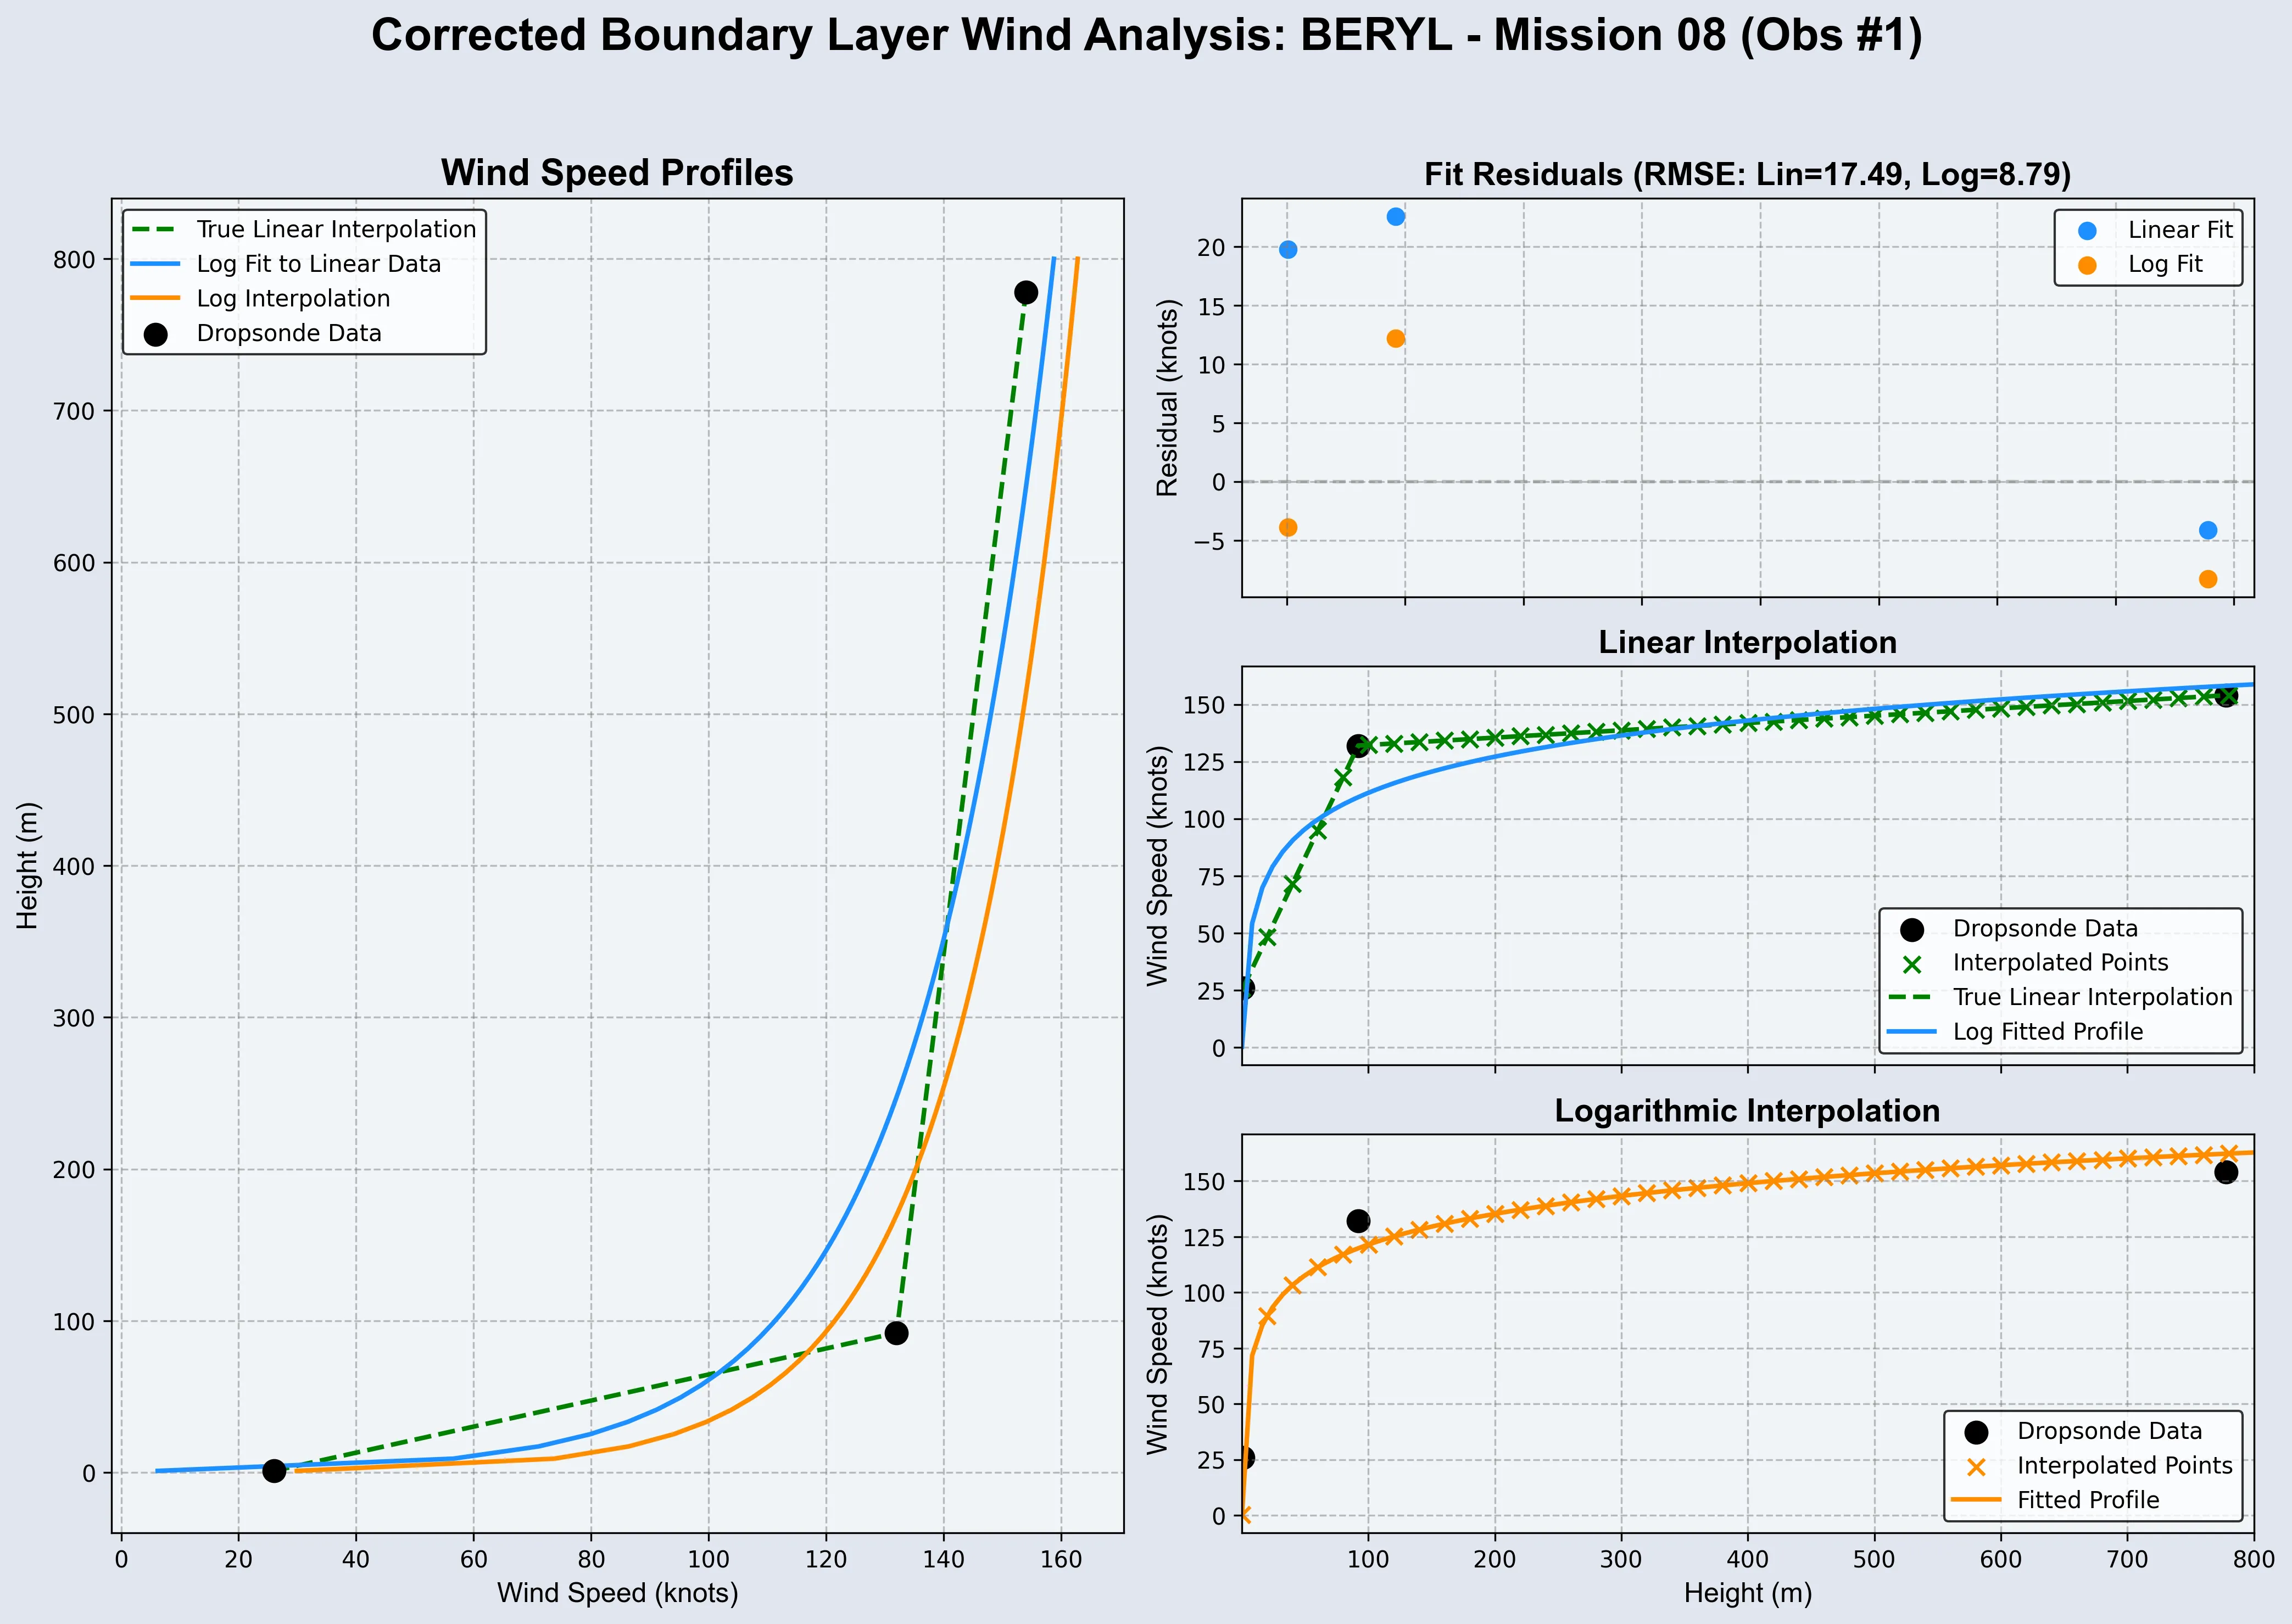 Corrected Boundary Layer Wind Analysis: BERYL - Mission 08 (Obs #1)
Wind Speed Profiles
True Linear Interpolation
Log Fit to Linear Data
Log Interpolation
Dropsonde Data
800
700
600
500
400
300
200
100
0
Height (m)
0 20 40 60 80 100 120 140 160
Wind Speed (knots)
Fit Residuals (RMSE: Lin=17.49, Log=8.79)
Linear Fit
Log Fit
20
15
10
5
0
−5
Residual (knots)
Linear Interpolation
150
125
100
75
50
25
0
Wind Speed (knots)
Dropsonde Data
Interpolated Points
True Linear Interpolation
Log Fitted Profile
Logarithmic Interpolation
150
125
100
75
50
25
0
Wind Speed (knots)
Dropsonde Data
Interpolated Points
Fitted Profile
100 200 300 400 500 600 700 800
Height (m)